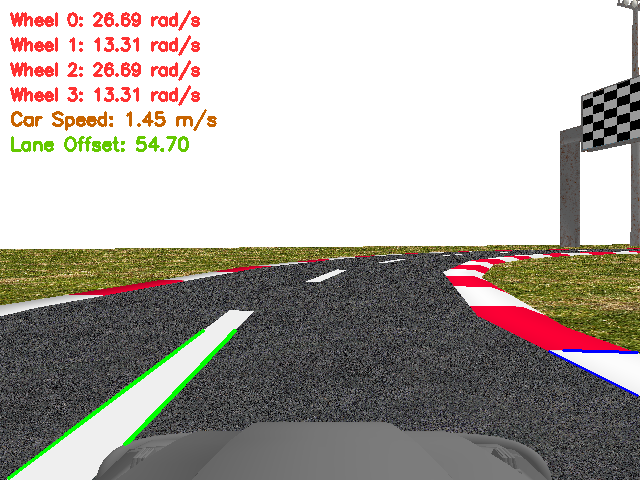 Wheel 0: 26.69 rad/s
Wheel 1: 13.31 rad/s
Wheel 2: 26.69 rad/s
Wheel 3: 13.31 rad/s
Car Speed: 1.45 m/s
Lane Offset: 54.70